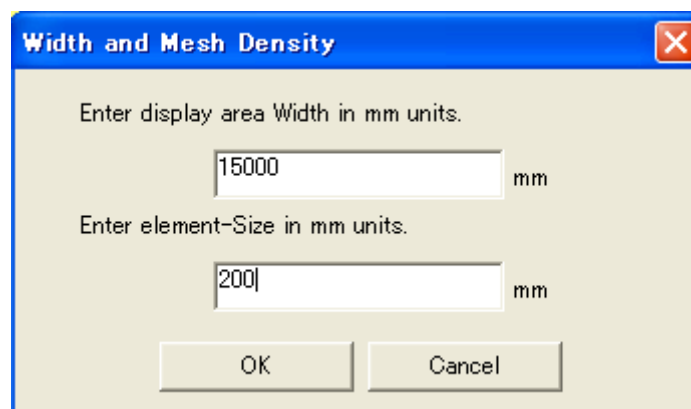 Width and Mesh Density
Enter display area Width in mm units.
15000
mm
Enter element-Size in mm units.
200
mm
OK
Cancel